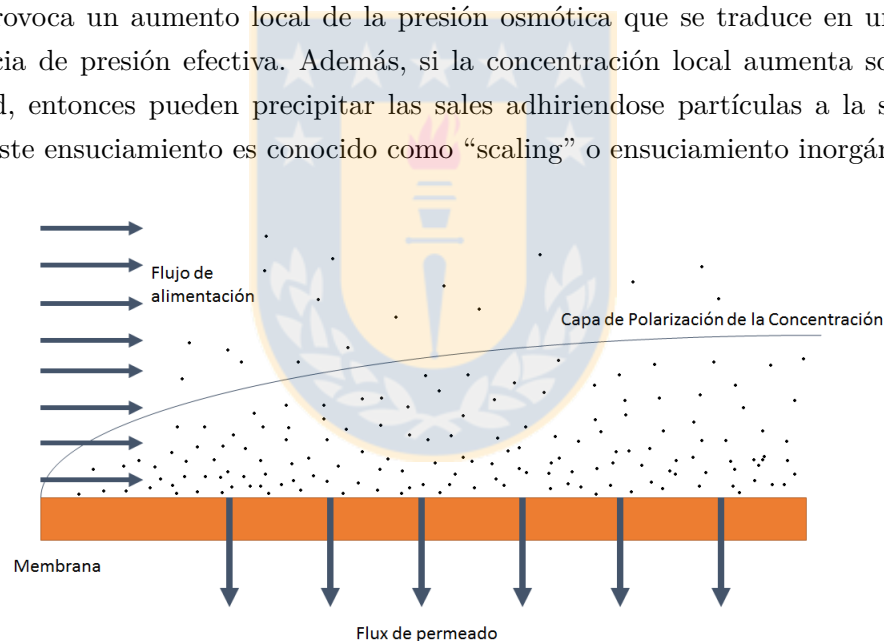 rovoca un aumento local de la presión osmótica que se traduce en un
cia de presión efectiva. Además, si la concentración local aumenta so
d, entonces pueden precipitar las sales adhiriendose partículas a la s
ste ensuciamiento es conocido como “scaling” o ensuciamiento inorgán
Flujo de
alimentación
Capa de Polarización de la Concentración
Membrana
Flux de permeado